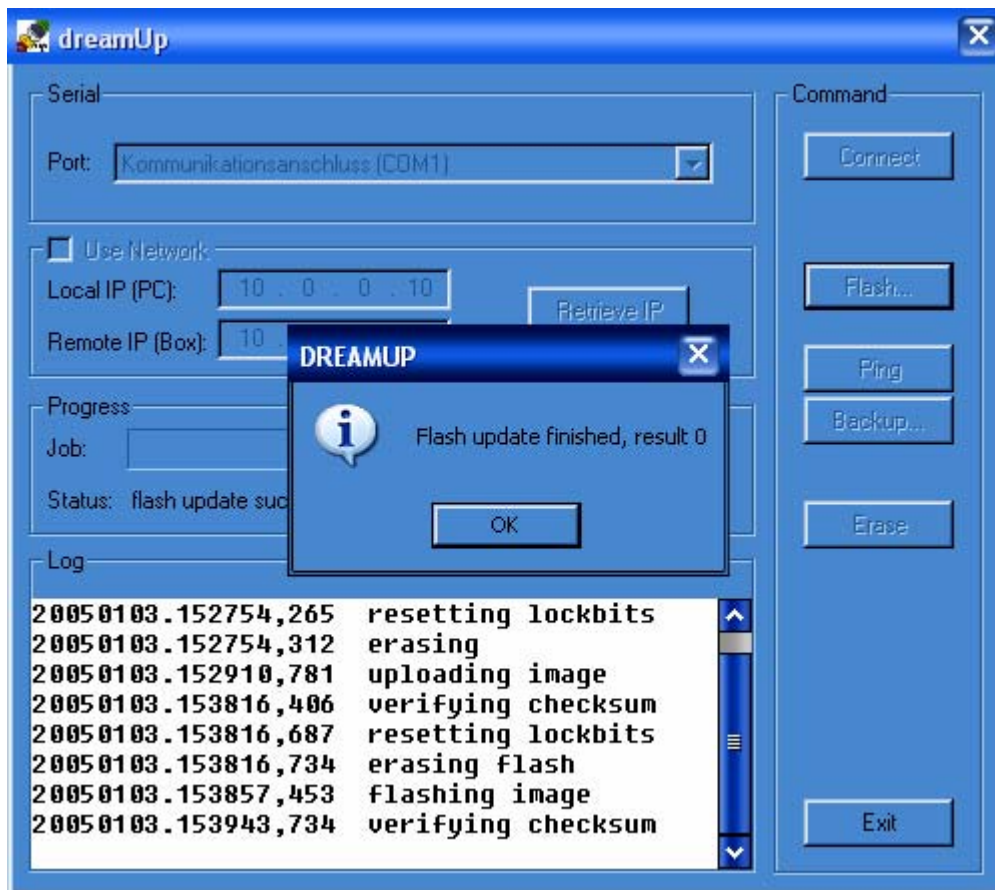 dreamUp
Serial
Port: Kommunikationsanschluss (COM1)
Use Network
Local IP (PC): 10 . 0 . 0 . 10
Retrieve IP
Remote IP (Box): 10 .
Progress
Job:
Status: flash update suc
Log
20050103.152754,265 resetting lockbits
20050103.152754,312 erasing
20050103.152910,781 uploading image
20050103.153816,406 verifying checksum
20050103.153816,687 resetting lockbits
20050103.153816,734 erasing flash
20050103.153857,453 flashing image
20050103.153943,734 verifying checksum
DREAMUP
Flash update finished, result 0
OK
Command
Connect
Flash...
Ping
Backup...
Erase
Exit